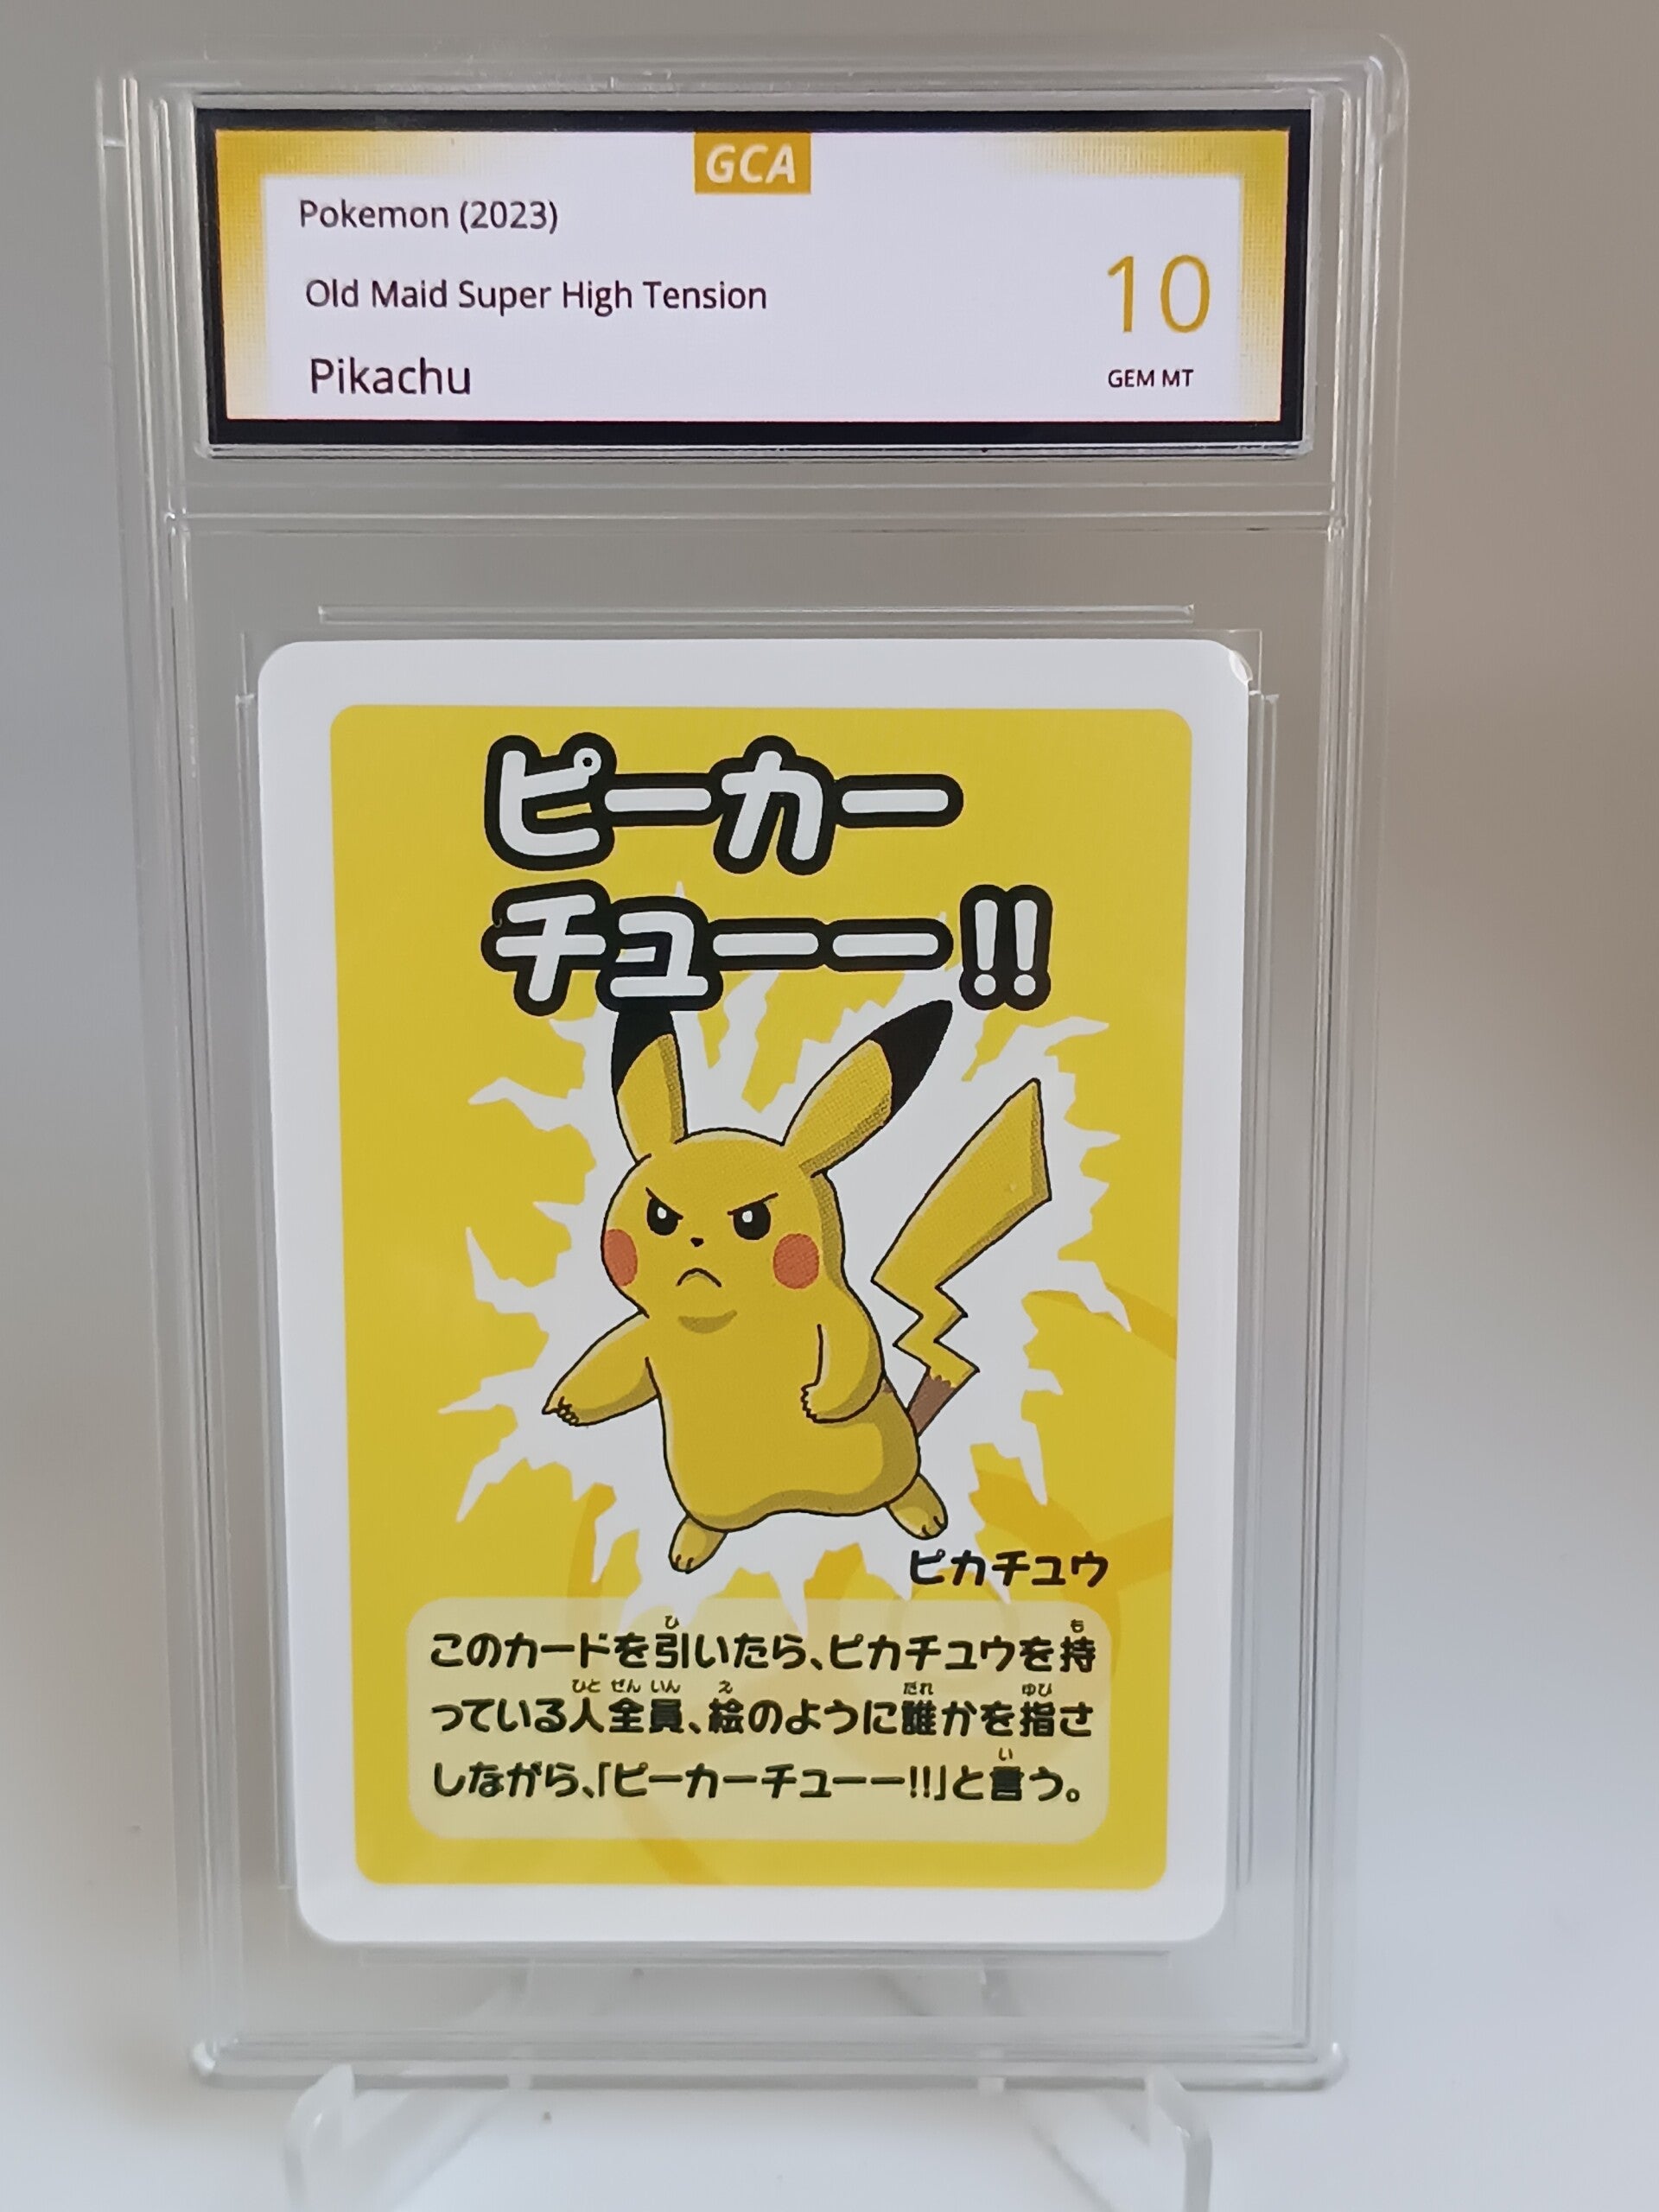 GCA
Pokemon (2023)
Old Maid Super High Tension
Pikachu
10
GEM MT
ピーカー
チューー!!
ピカチュウ
このカードを引いたら、ピカチュウを持
っている人全員、絵のように誰かを指さ
しながら、「ピーカーチューー!!」と言う。